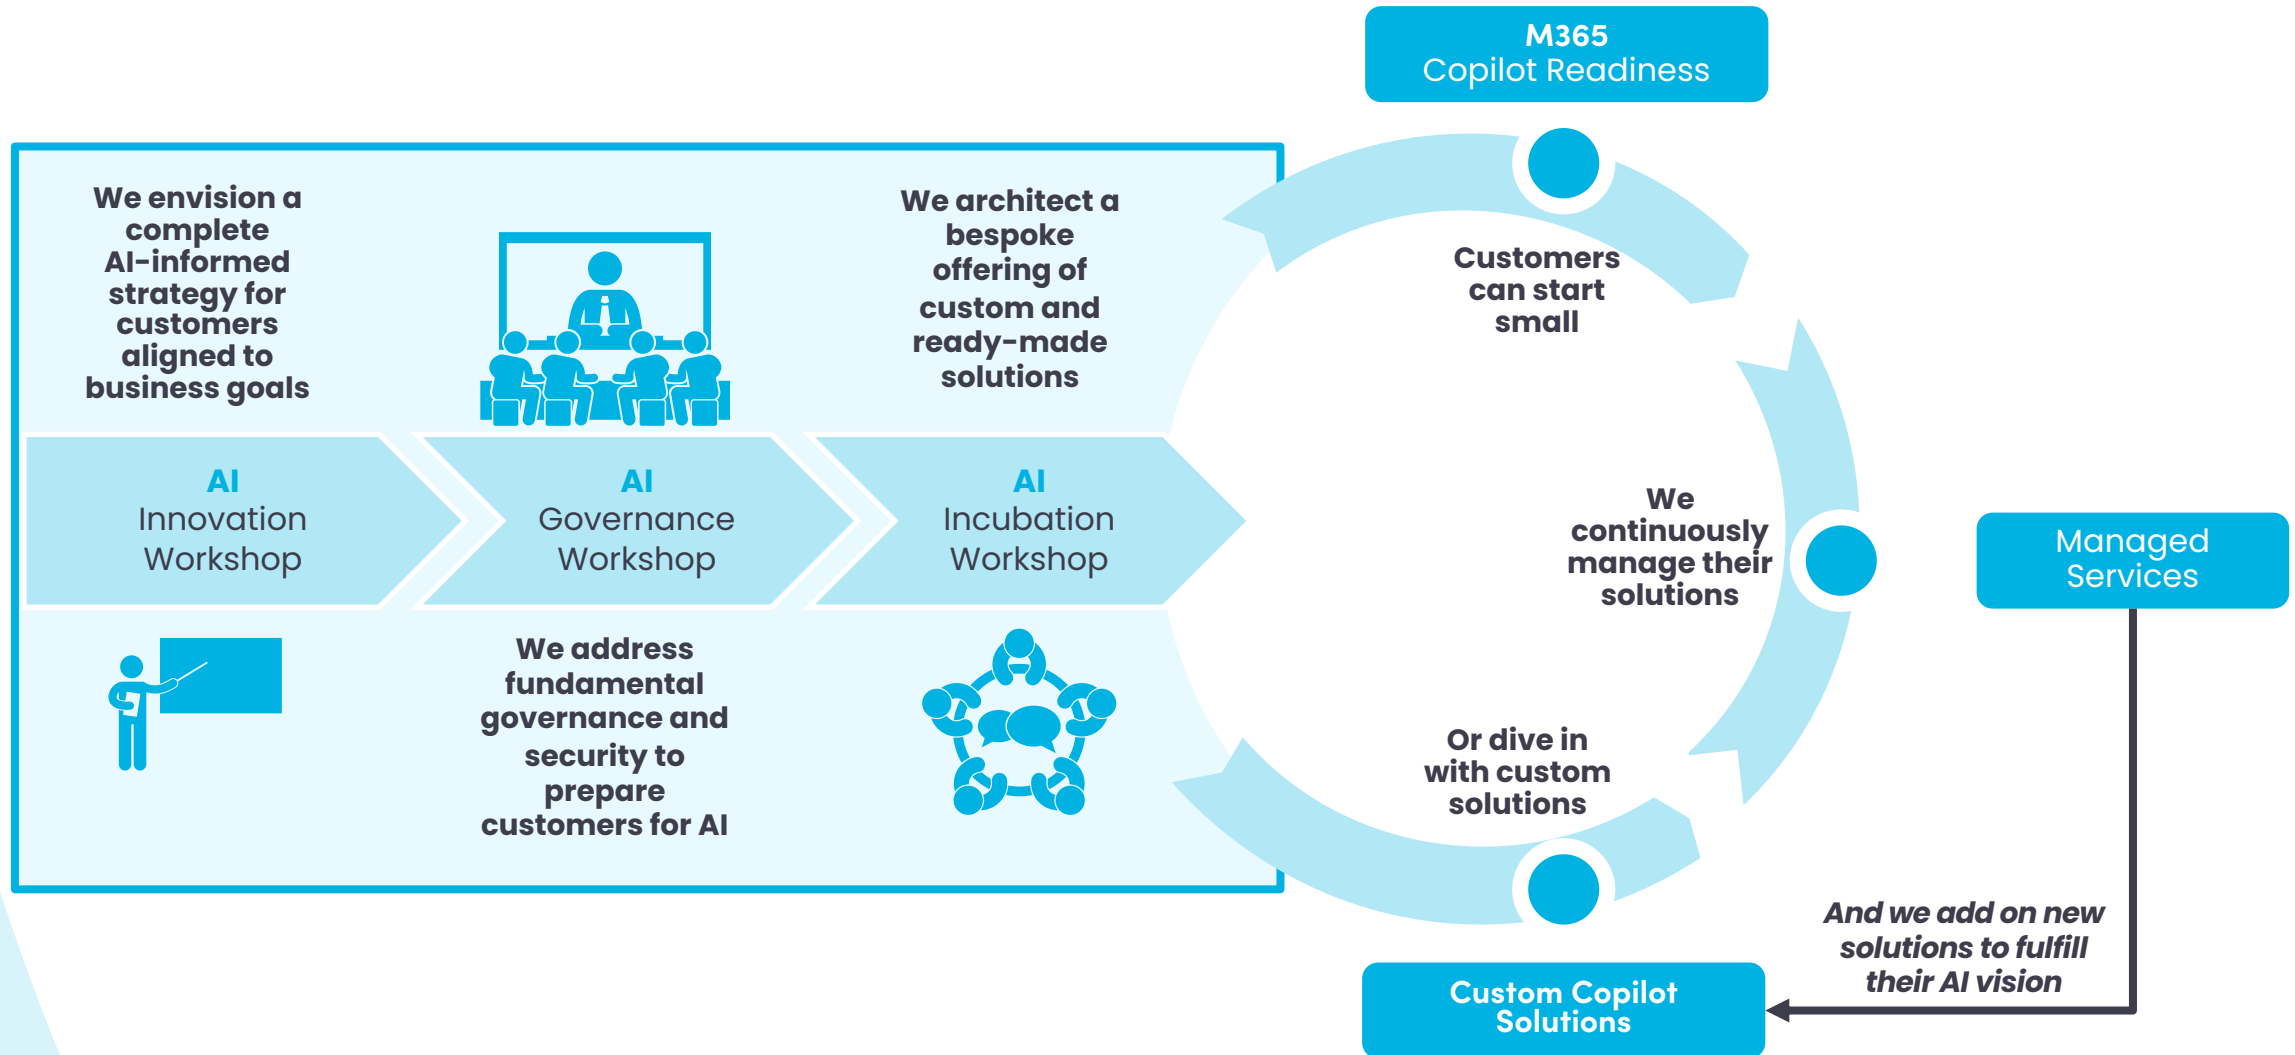 M365
Copilot Readiness
We envision a
complete
AI-informed
strategy for
customers
aligned to
business goals
We architect a
bespoke
offering of
custom and
ready-made
solutions
AI
Innovation
Workshop
AI
Governance
Workshop
AI
Incubation
Workshop
We address
fundamental
governance and
security to
prepare
customers for AI
Customers
can start
small
We
continuously
manage their
solutions
Managed
Services
Or dive in
with custom
solutions
And we add on new
solutions to fulfill
their AI vision
Custom Copilot
Solutions